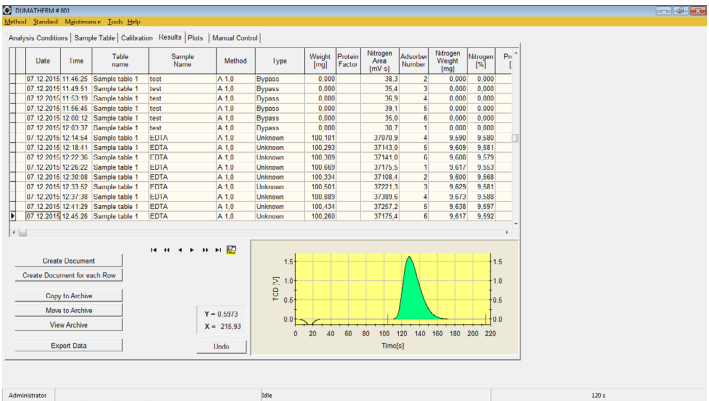 DUMATHERM # 801
Method Standard Maintenance Tools Help
Analysis Conditions Sample Table Calibration Results Plots Manual Control
Date Time Table name Sample Name Method Type Weight [mg] Protein Factor Nitrogen Area [mV·s] Adsorber Number Nitrogen Weight [mg] Nitrogen [%]
07.12.2015 11:46:25 Sample table 1 test A 1,0 Bypass 0,000 38,3 2 0,000 0,000
07.12.2015 11:49:51 Sample table 1 test A 1,0 Bypass 0,000 35,4 3 0,000 0,000
07.12.2015 11:53:19 Sample table 1 test A 1,0 Bypass 0,000 36,9 4 0,000 0,000
07.12.2015 11:56:45 Sample table 1 test A 1,0 Bypass 0,000 39,1 5 0,000 0,000
07.12.2015 12:00:12 Sample table 1 test A 1,0 Bypass 0,000 35,0 6 0,000 0,000
07.12.2015 12:03:37 Sample table 1 test A 1,0 Bypass 0,000 30,7 1 0,000 0,000
07.12.2015 12:14:54 Sample table 1 EDTA A 1,0 Unknown 100,101 37070,9 4 9,590 9,580
07.12.2015 12:18:41 Sample table 1 EDTA A 1,0 Unknown 100,293 37143,0 5 9,609 9,581
07.12.2015 12:22:36 Sample table 1 EDTA A 1,0 Unknown 100,309 37141,0 6 9,608 9,579
07.12.2015 12:26:22 Sample table 1 EDTA A 1,0 Unknown 100,669 37175,5 1 9,617 9,553
07.12.2015 12:30:08 Sample table 1 EDTA A 1,0 Unknown 100,334 37108,4 2 9,600 9,568
07.12.2015 12:33:52 Sample table 1 EDTA A 1,0 Unknown 100,501 37221,3 3 9,629 9,581
07.12.2015 12:37:38 Sample table 1 EDTA A 1,0 Unknown 100,889 37389,6 4 9,673 9,588
07.12.2015 12:41:29 Sample table 1 EDTA A 1,0 Unknown 100,434 37257,2 5 9,638 9,597
07.12.2015 12:45:26 Sample table 1 EDTA A 1,0 Unknown 100,260 37175,4 6 9,617 9,592
Create Document
Create Document for each Row
Copy to Archive
Move to Archive
View Archive
Export Data
Y = 0.5973
X = 216,93
Undo
TCD [V]
1.5 1.5
1.0 1.0
0.5 0.5
0.0 0.0
0 20 40 60 80 100 120 140 160 180 200 220
Time[s]
Administrator Idle 120 s